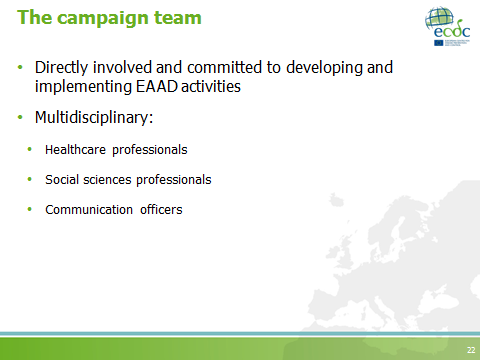 The campaign team
ecdc
• Directly involved and committed to developing and
implementing EAAD activities
• Multidisciplinary:
• Healthcare professionals
• Social sciences professionals
• Communication officers
22